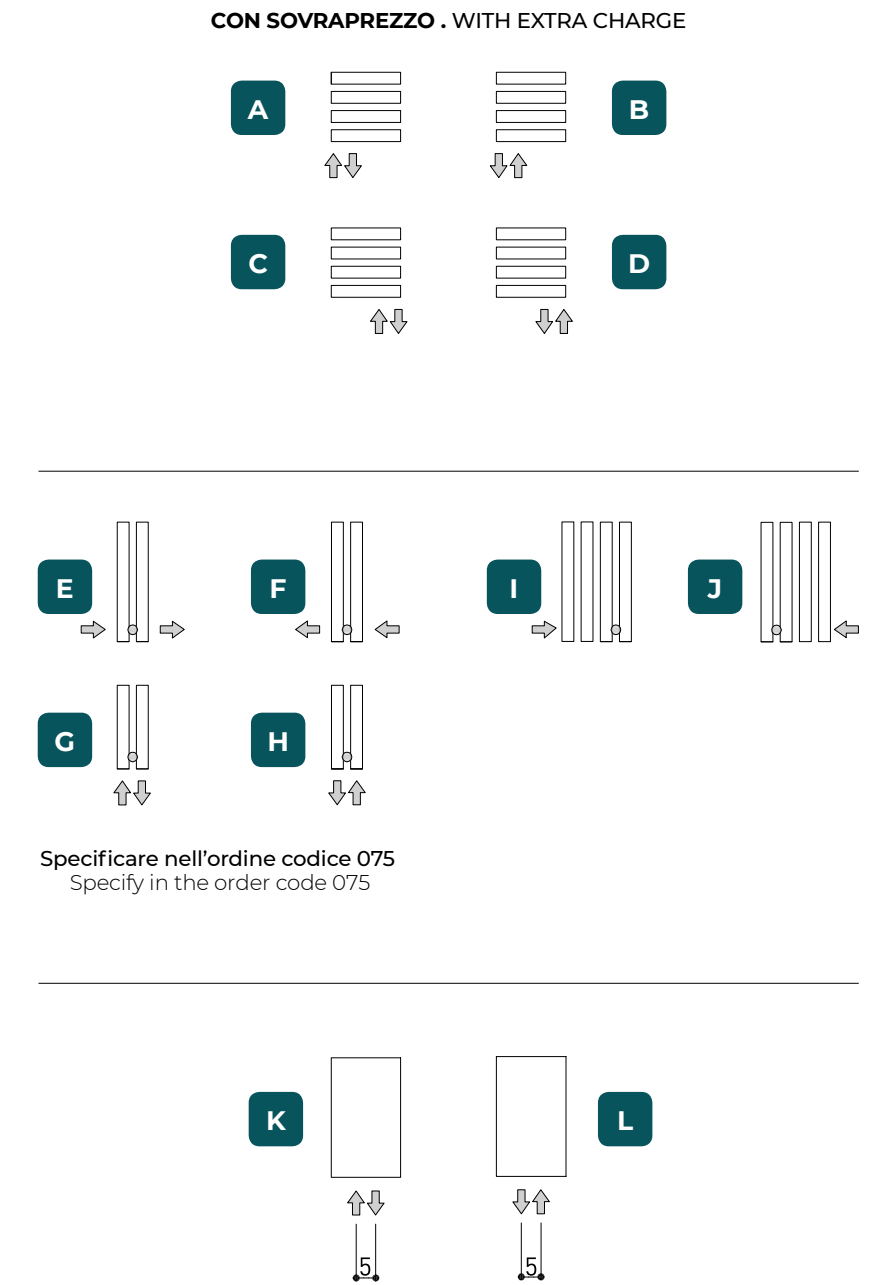 CON SOVRAPREZZO . WITH EXTRA CHARGE
A
B
C
D
E
F
I
J
G
H
Specificare nell'ordine codice 075
Specify in the order code 075
K
L
5
5